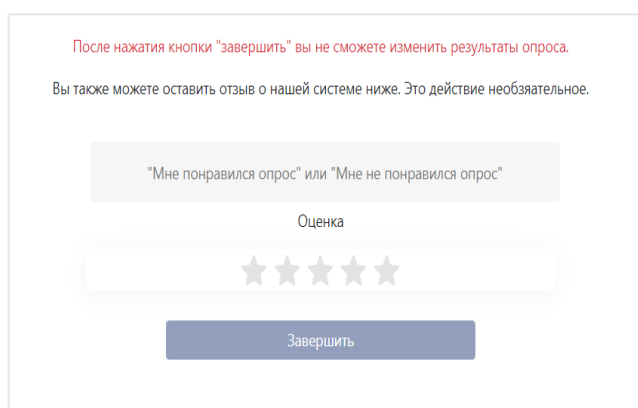 После нажатия кнопки "завершить" вы не сможете изменить результаты опроса.
Вы также можете оставить отзыв о нашей системе ниже. Это действие необзяательное.
"Мне понравился опрос" или "Мне не понравился опрос"
Оценка
Завершить